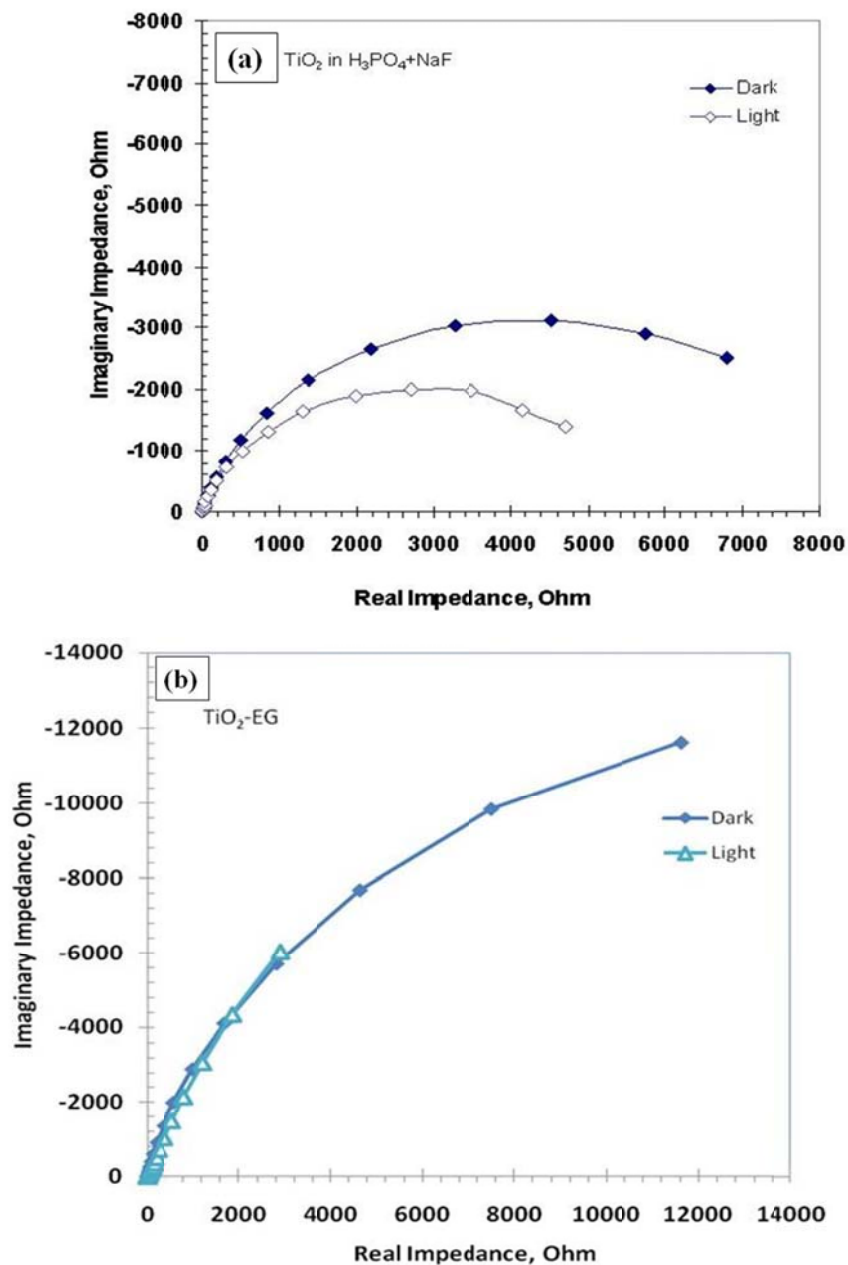 -8000
(a) TiO₂ in H₃PO₄+NaF
-7000
Dark
Light
-6000
-5000
-4000
-3000
-2000
-1000
0
Imaginary Impedance, Ohm
0 1000 2000 3000 4000 5000 6000 7000 8000
Real Impedance, Ohm
-14000
(b)
TiO₂-EG
-12000
-10000
Dark
Light
-8000
-6000
-4000
-2000
0
Imaginary Impedance, Ohm
0 2000 4000 6000 8000 10000 12000 14000
Real Impedance, Ohm